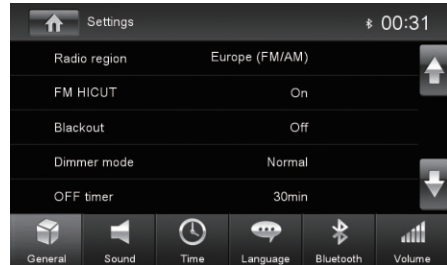 Settings 00:31
Radio region Europe (FM/AM)
FM HICUT On
Blackout Off
Dimmer mode Normal
OFF timer 30min
General Sound Time Language Bluetooth Volume